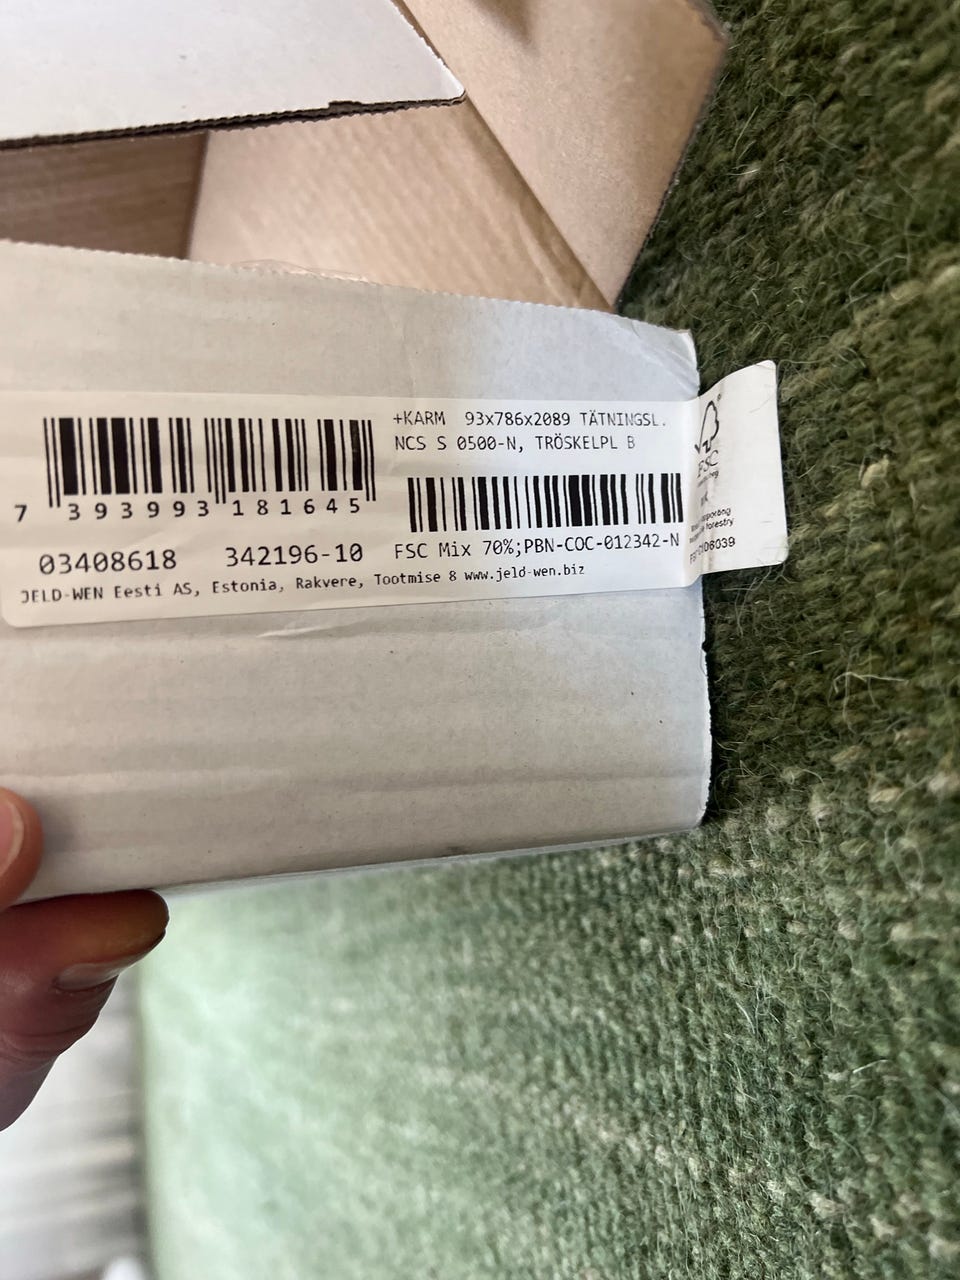 +KARM 93x786x2089 TÄTNINGSL.
NCS S 0500-N, TRÖSKELPL B
7 393993 181645
03408618 342196-10
FSC Mix 70%;PBN-COC-012342-N
JELD-WEN Eesti AS, Estonia, Rakvere, Tootmise 8 www.jeld-wen.biz
FSC
forestry